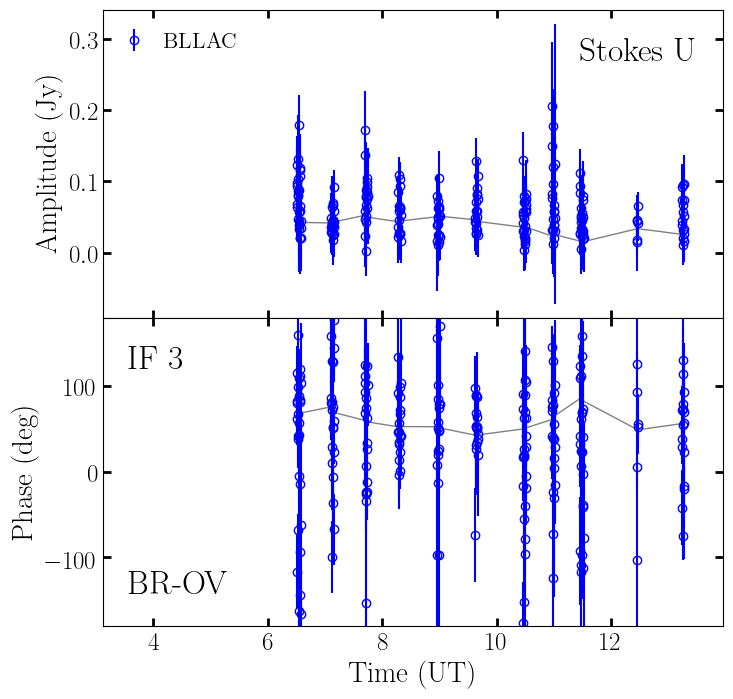 BLLAC
Stokes U
0.3
0.2
0.1
0.0
Amplitude (Jy)
IF 3
100
0
−100
Phase (deg)
BR-OV
4 6 8 10 12
Time (UT)